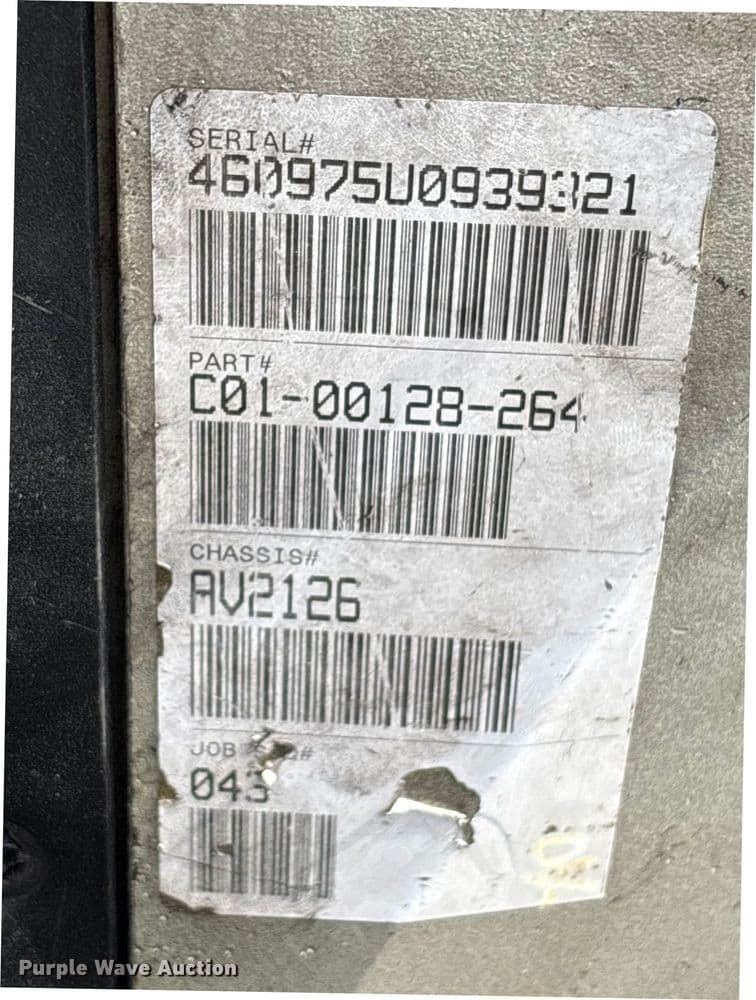 SERIAL#
460975U0939321
PART#
C01-00128-264
CHASSIS#
AV2126
JOB
043
Purple Wave Auction